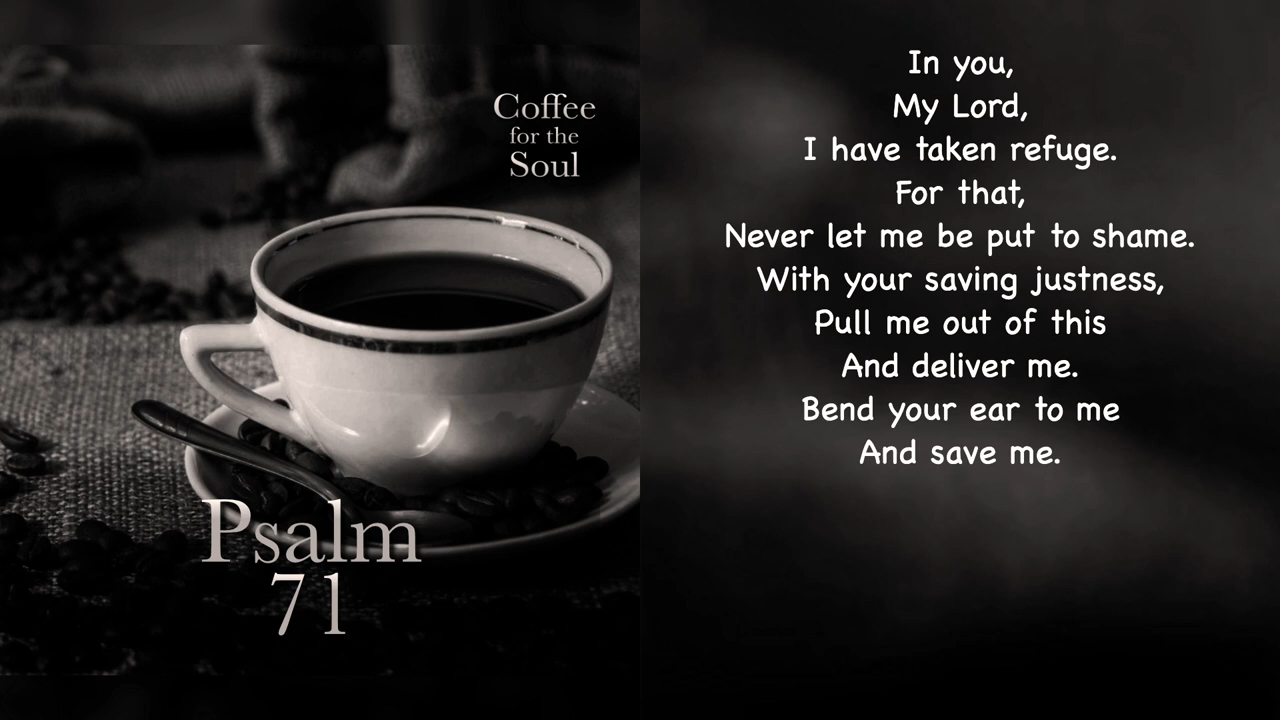 Coffee
for the
Soul
Psalm
71
In you,
My Lord,
I have taken refuge.
For that,
Never let me be put to shame.
With your saving justness,
Pull me out of this
And deliver me.
Bend your ear to me
And save me.